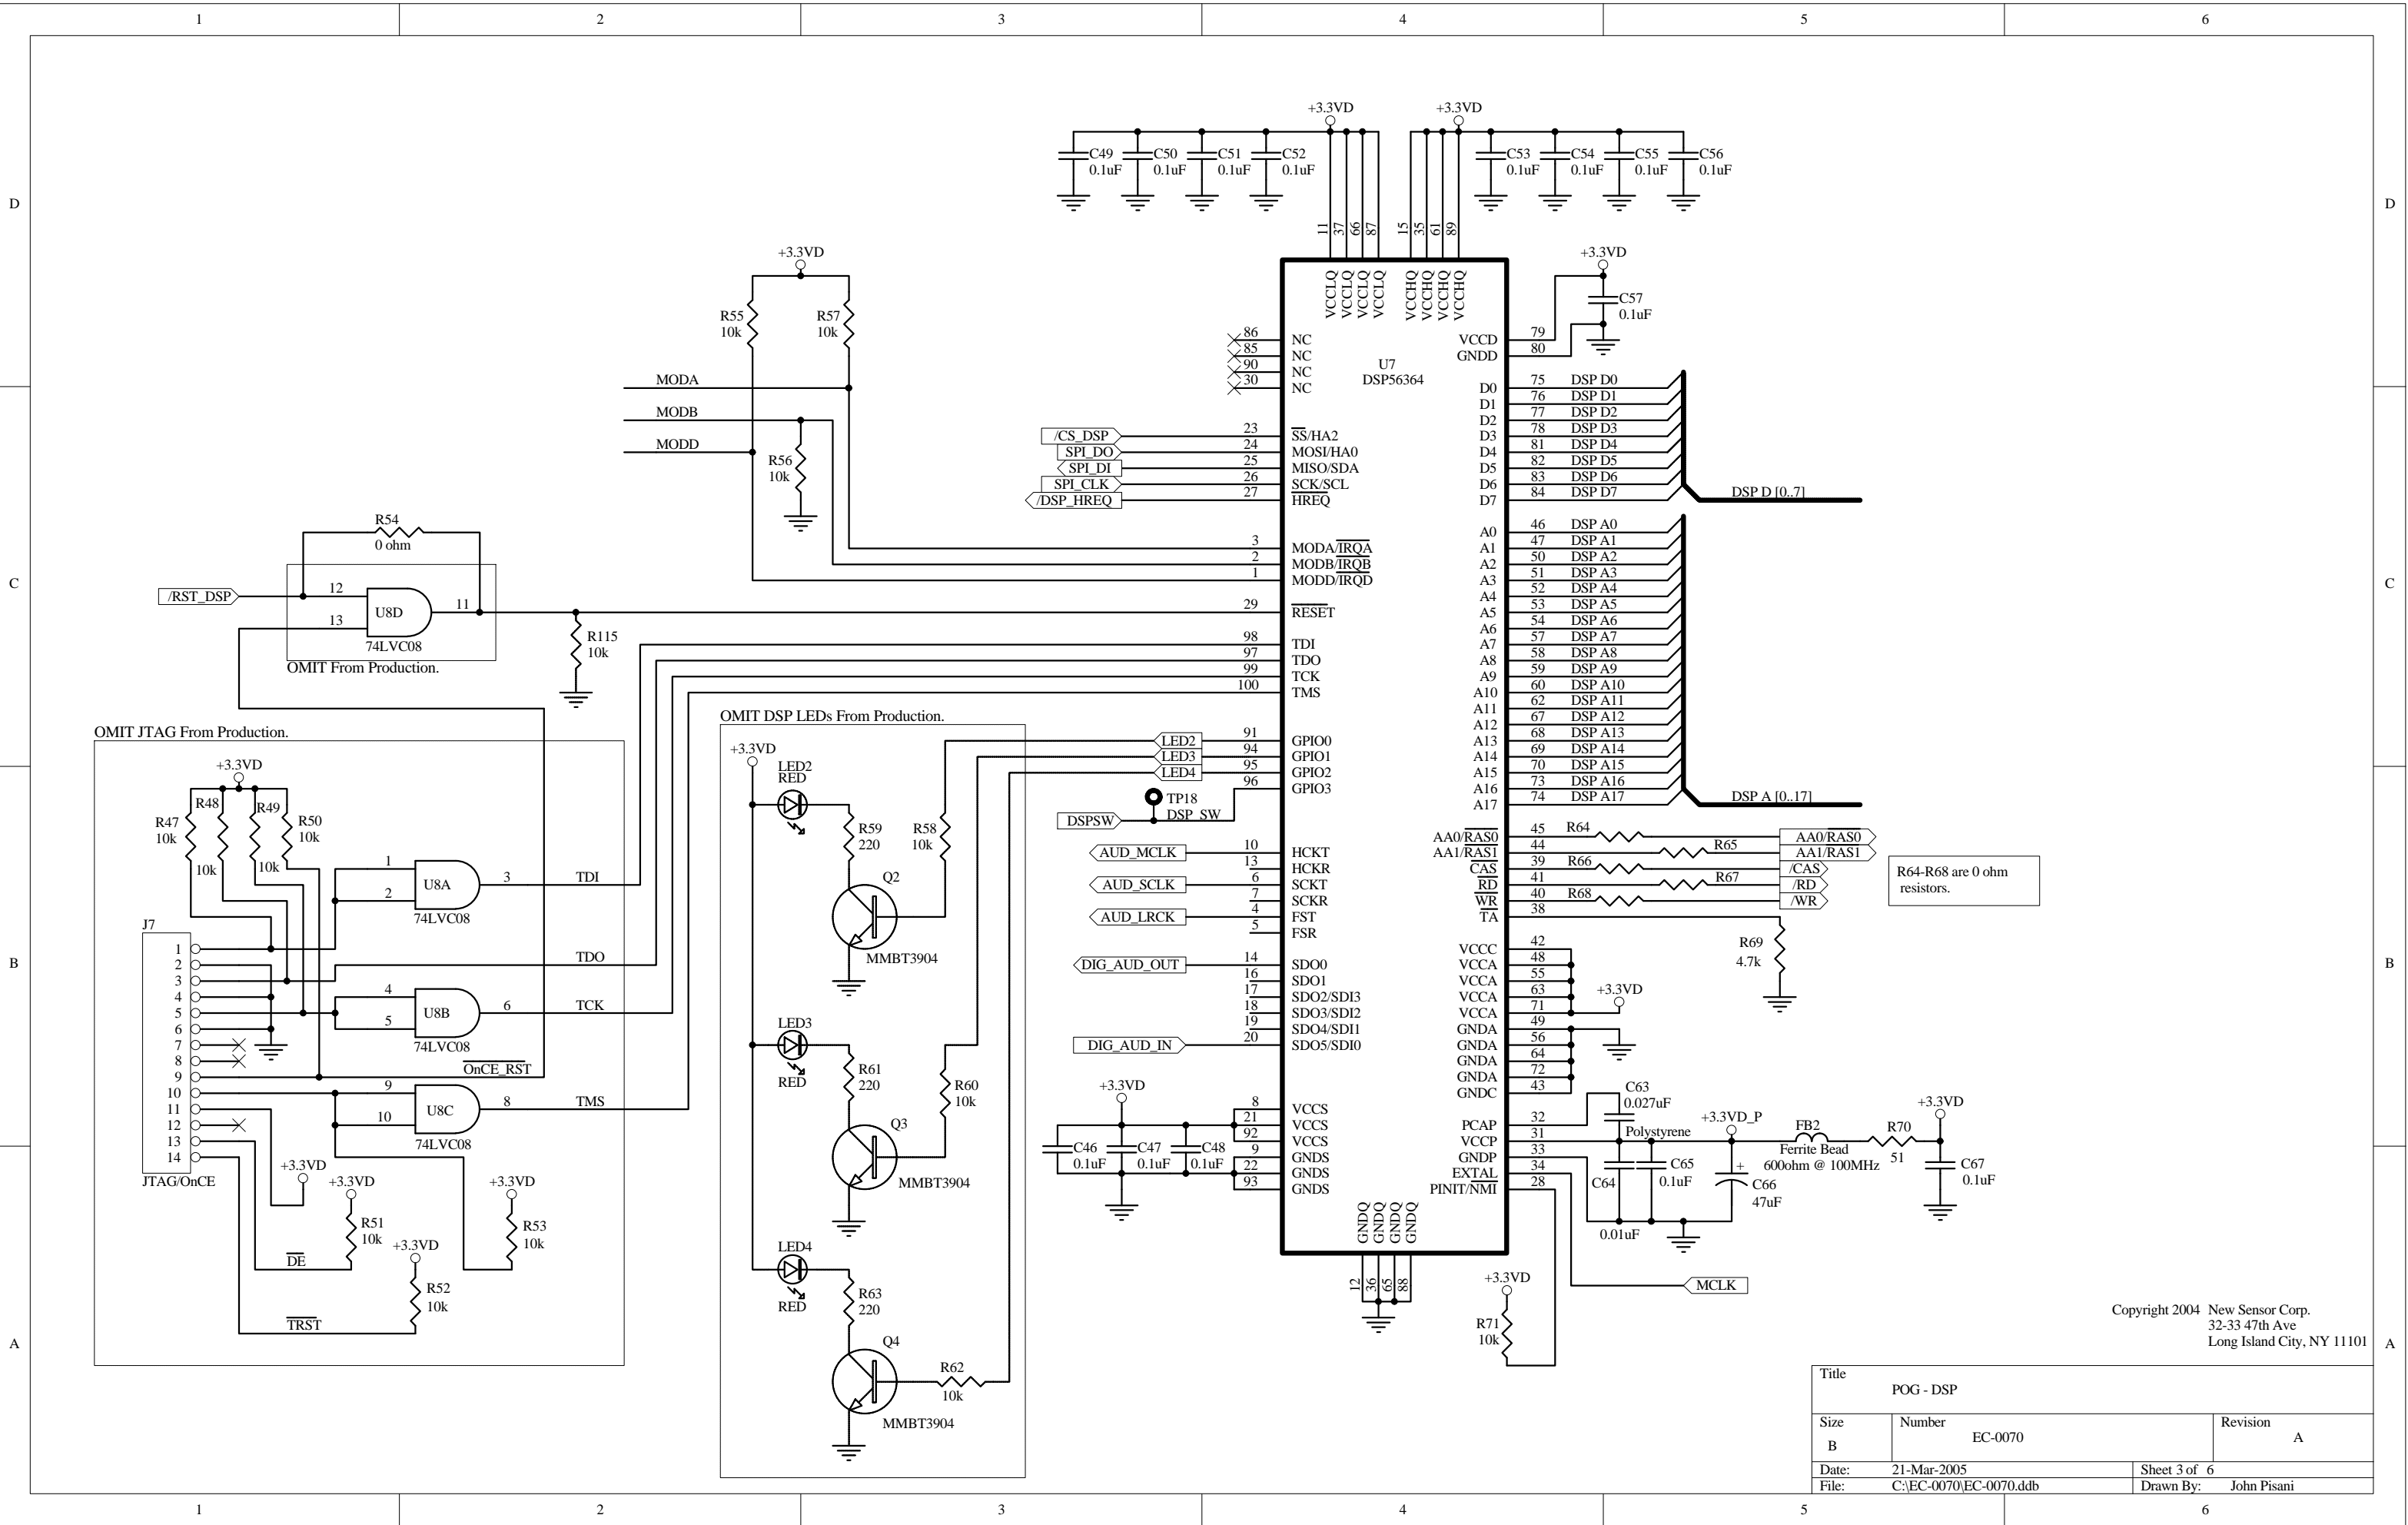 1 2 3 4 5 6
D D
C C
B B
A A
1 2 3 4 5 6
+3.3VD +3.3VD
C49 0.1uF
C50 0.1uF
C51 0.1uF
C52 0.1uF
C53 0.1uF
C54 0.1uF
C55 0.1uF
C56 0.1uF
11 37 66 87 15 35 61 89
VCCLQ VCCLQ VCCLQ VCCLQ VCCHQ VCCHQ VCCHQ VCCHQ
U7
DSP56364
+3.3VD
C57
0.1uF
+3.3VD
R55
10k
R57
10k
MODA
MODB
MODD
R56
10k
86 NC
85 NC
90 NC
30 NC
/CS_DSP 23 SS/HA2
SPI_DO 24 MOSI/HA0
SPI_DI 25 MISO/SDA
SPI_CLK 26 SCK/SCL
/DSP_HREQ 27 HREQ
3 MODA/IRQA
2 MODB/IRQB
1 MODD/IRQD
29 RESET
98 TDI
97 TDO
99 TCK
100 TMS
LED2 91 GPIO0
LED3 94 GPIO1
LED4 95 GPIO2
96 GPIO3
TP18
DSP_SW
DSPSW
AUD_MCLK 10 HCKT
13 HCKR
AUD_SCLK 6 SCKT
7 SCKR
AUD_LRCK 4 FST
5 FSR
DIG_AUD_OUT 14 SDO0
16 SDO1
17 SDO2/SDI3
18 SDO3/SDI2
19 SDO4/SDI1
DIG_AUD_IN 20 SDO5/SDI0
+3.3VD
8 VCCS
21 VCCS
92 VCCS
9 GNDS
22 GNDS
93 GNDS
C46 0.1uF
C47 0.1uF
C48 0.1uF
GNDQ GNDQ GNDQ GNDQ
12 36 65 88
VCCD 79
GNDD 80
D0 75 DSP D0
D1 76 DSP D1
D2 77 DSP D2
D3 78 DSP D3
D4 81 DSP D4
D5 82 DSP D5
D6 83 DSP D6
D7 84 DSP D7
DSP D [0..7]
A0 46 DSP A0
A1 47 DSP A1
A2 50 DSP A2
A3 51 DSP A3
A4 52 DSP A4
A5 53 DSP A5
A6 54 DSP A6
A7 57 DSP A7
A8 58 DSP A8
A9 59 DSP A9
A10 60 DSP A10
A11 62 DSP A11
A12 67 DSP A12
A13 68 DSP A13
A14 69 DSP A14
A15 70 DSP A15
A16 73 DSP A16
A17 74 DSP A17
DSP A [0..17]
AA0/RAS0 45 R64 AA0/RAS0
AA1/RAS1 44 R65 AA1/RAS1
CAS 39 R66 /CAS
RD 41 R67 /RD
WR 40 R68 /WR
TA 38
R64-R68 are 0 ohm
resistors.
R69
4.7k
VCCC 42
VCCA 48
VCCA 55
VCCA 63
VCCA 71
+3.3VD
GNDA 49
GNDA 56
GNDA 64
GNDA 72
GNDC 43
PCAP 32
VCCP 31
GNDP 33
EXTAL 34
PINIT/NMI 28
C63
0.027uF
Polystyrene
+3.3VD_P
FB2
Ferrite Bead
600ohm @ 100MHz
R70
51
+3.3VD
C64
0.01uF
C65
0.1uF
+
C66
47uF
C67
0.1uF
MCLK
+3.3VD
R71
10k
R54
0 ohm
/RST_DSP
12
13
11
U8D
74LVC08
OMIT From Production.
R115
10k
OMIT JTAG From Production.
+3.3VD
R47
10k
R48
10k
R49
10k
R50
10k
1
2
3
U8A
74LVC08
TDI
TDO
4
5
6
U8B
74LVC08
TCK
OnCE_RST
9
10
8
U8C
74LVC08
TMS
J7
1
2
3
4
5
6
7
8
9
10
11
12
13
14
JTAG/OnCE
+3.3VD
+3.3VD
R51
10k
DE
+3.3VD
R52
10k
TRST
+3.3VD
R53
10k
OMIT DSP LEDs From Production.
+3.3VD
LED2
RED
R59
220
R58
10k
Q2
MMBT3904
LED3
RED
R61
220
R60
10k
Q3
MMBT3904
LED4
RED
R63
220
R62
10k
Q4
MMBT3904
Copyright 2004 New Sensor Corp.
32-33 47th Ave
Long Island City, NY 11101
Title
POG - DSP
Size Number Revision
B EC-0070 A
Date: 21-Mar-2005 Sheet 3 of 6
File: C:\EC-0070\EC-0070.ddb Drawn By: John Pisani